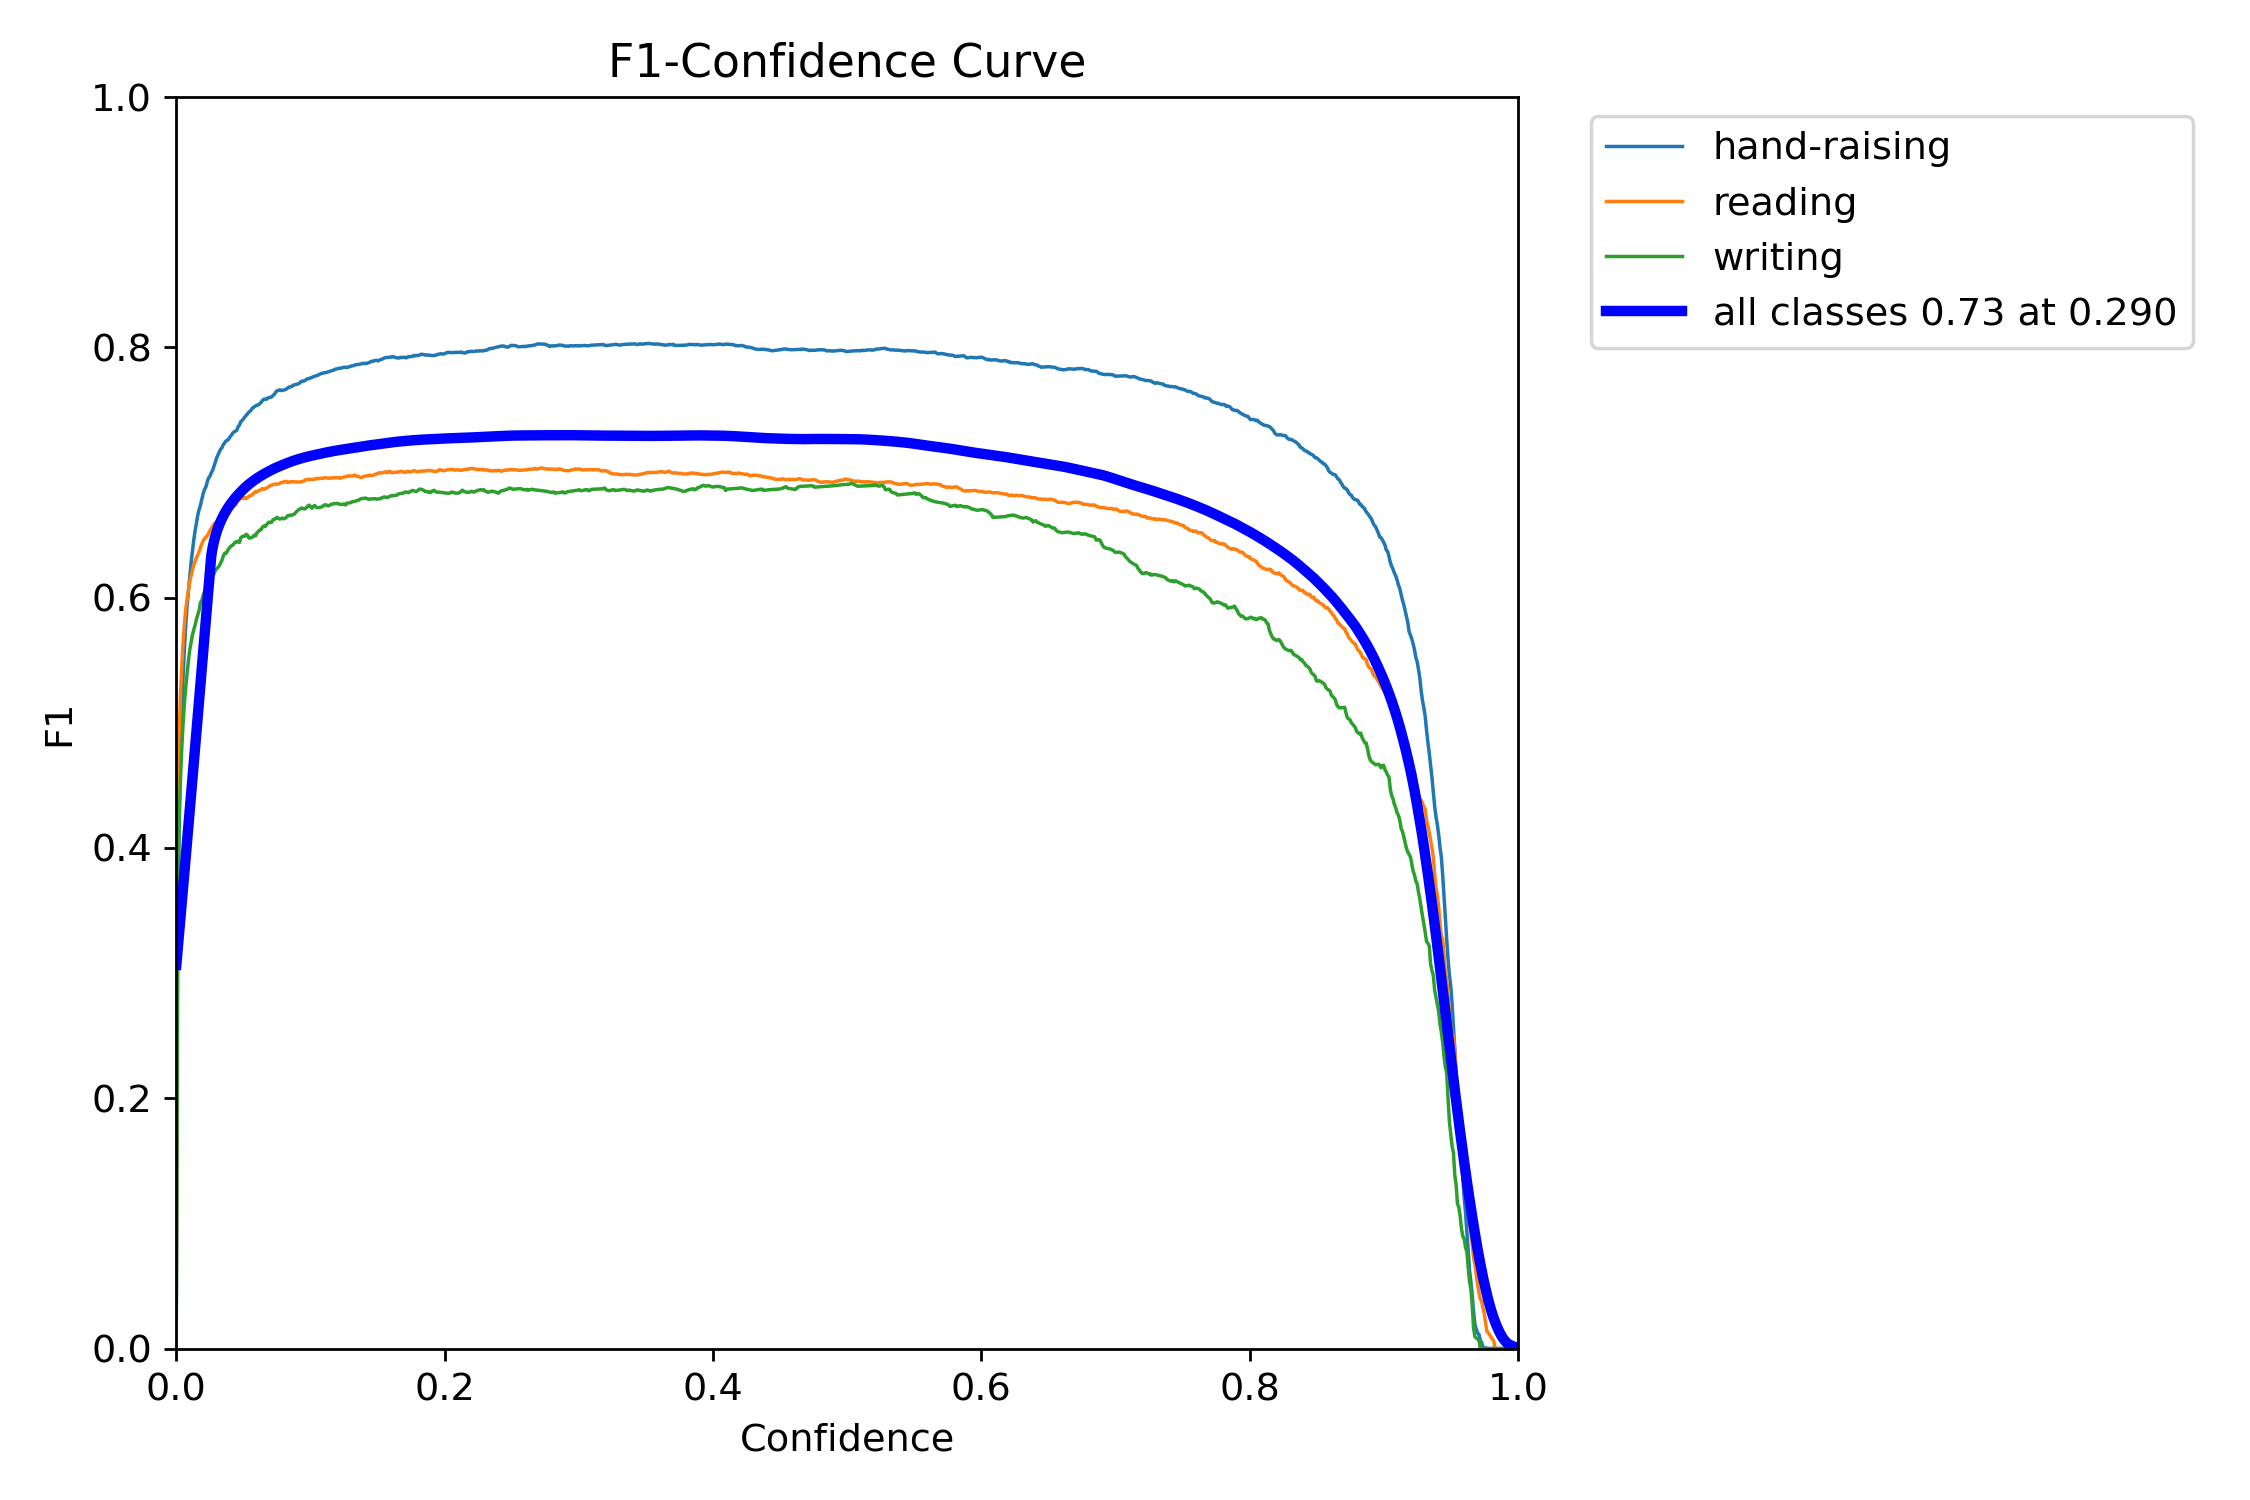 F1-Confidence Curve
1.0
0.8
0.6
0.4
0.2
0.0
F1
0.0 0.2 0.4 0.6 0.8 1.0
Confidence
hand-raising
reading
writing
all classes 0.73 at 0.290